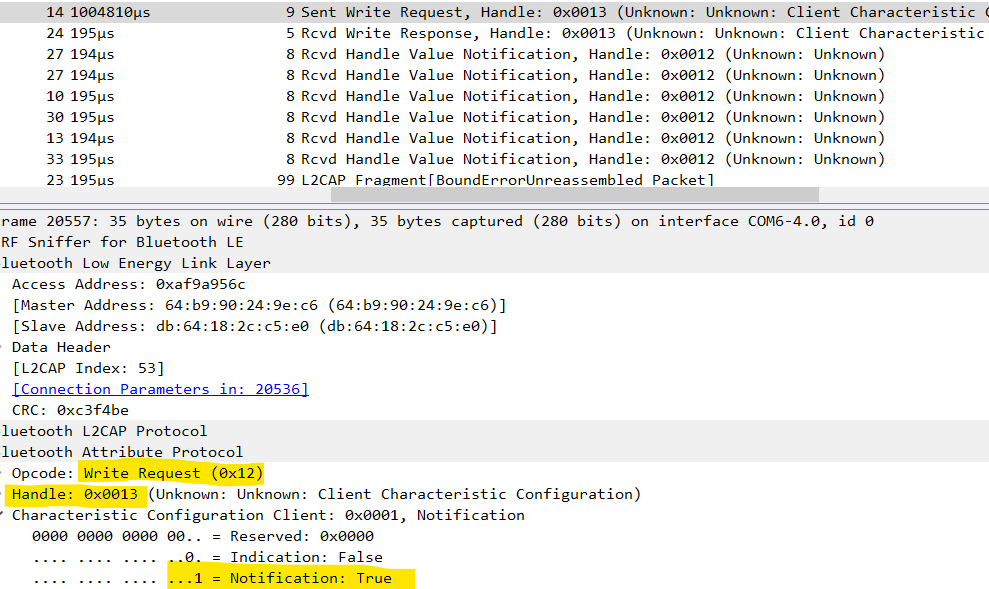 14 1004810µs 9 Sent Write Request, Handle: 0x0013 (Unknown: Unknown: Client Characteristic
24 195µs 5 Rcvd Write Response, Handle: 0x0013 (Unknown: Unknown: Client Characteristic
27 194µs 8 Rcvd Handle Value Notification, Handle: 0x0012 (Unknown: Unknown)
27 194µs 8 Rcvd Handle Value Notification, Handle: 0x0012 (Unknown: Unknown)
10 195µs 8 Rcvd Handle Value Notification, Handle: 0x0012 (Unknown: Unknown)
30 195µs 8 Rcvd Handle Value Notification, Handle: 0x0012 (Unknown: Unknown)
13 194µs 8 Rcvd Handle Value Notification, Handle: 0x0012 (Unknown: Unknown)
33 195µs 8 Rcvd Handle Value Notification, Handle: 0x0012 (Unknown: Unknown)
23 195µs 99 L2CAP Fragment[BoundErrorUnreassembled Packet]
rame 20557: 35 bytes on wire (280 bits), 35 bytes captured (280 bits) on interface COM6-4.0, id 0
RF Sniffer for Bluetooth LE
luetooth Low Energy Link Layer
Access Address: 0xaf9a956c
[Master Address: 64:b9:90:24:9e:c6 (64:b9:90:24:9e:c6)]
[Slave Address: db:64:18:2c:c5:e0 (db:64:18:2c:c5:e0)]
Data Header
[L2CAP Index: 53]
[Connection Parameters in: 20536]
CRC: 0xc3f4be
luetooth L2CAP Protocol
luetooth Attribute Protocol
Opcode: Write Request (0x12)
Handle: 0x0013 (Unknown: Unknown: Client Characteristic Configuration)
Characteristic Configuration Client: 0x0001, Notification
0000 0000 0000 00.. = Reserved: 0x0000
.... .... .... ..0. = Indication: False
.... .... .... ...1 = Notification: True